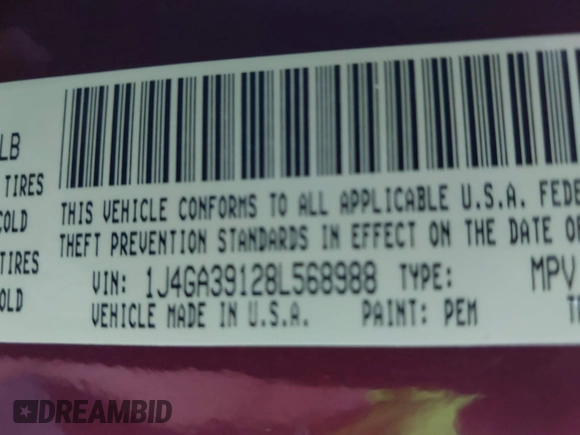 LB
TIRES
COLD
TIRES
OLD
THIS VEHICLE CONFORMS TO ALL APPLICABLE U.S.A. FEDE
THEFT PREVENTION STANDARDS IN EFFECT ON THE DATE O
VIN: 1J4GA39128L568988 TYPE: MPV
VEHICLE MADE IN U.S.A. PAINT: PEM
DREAMBID